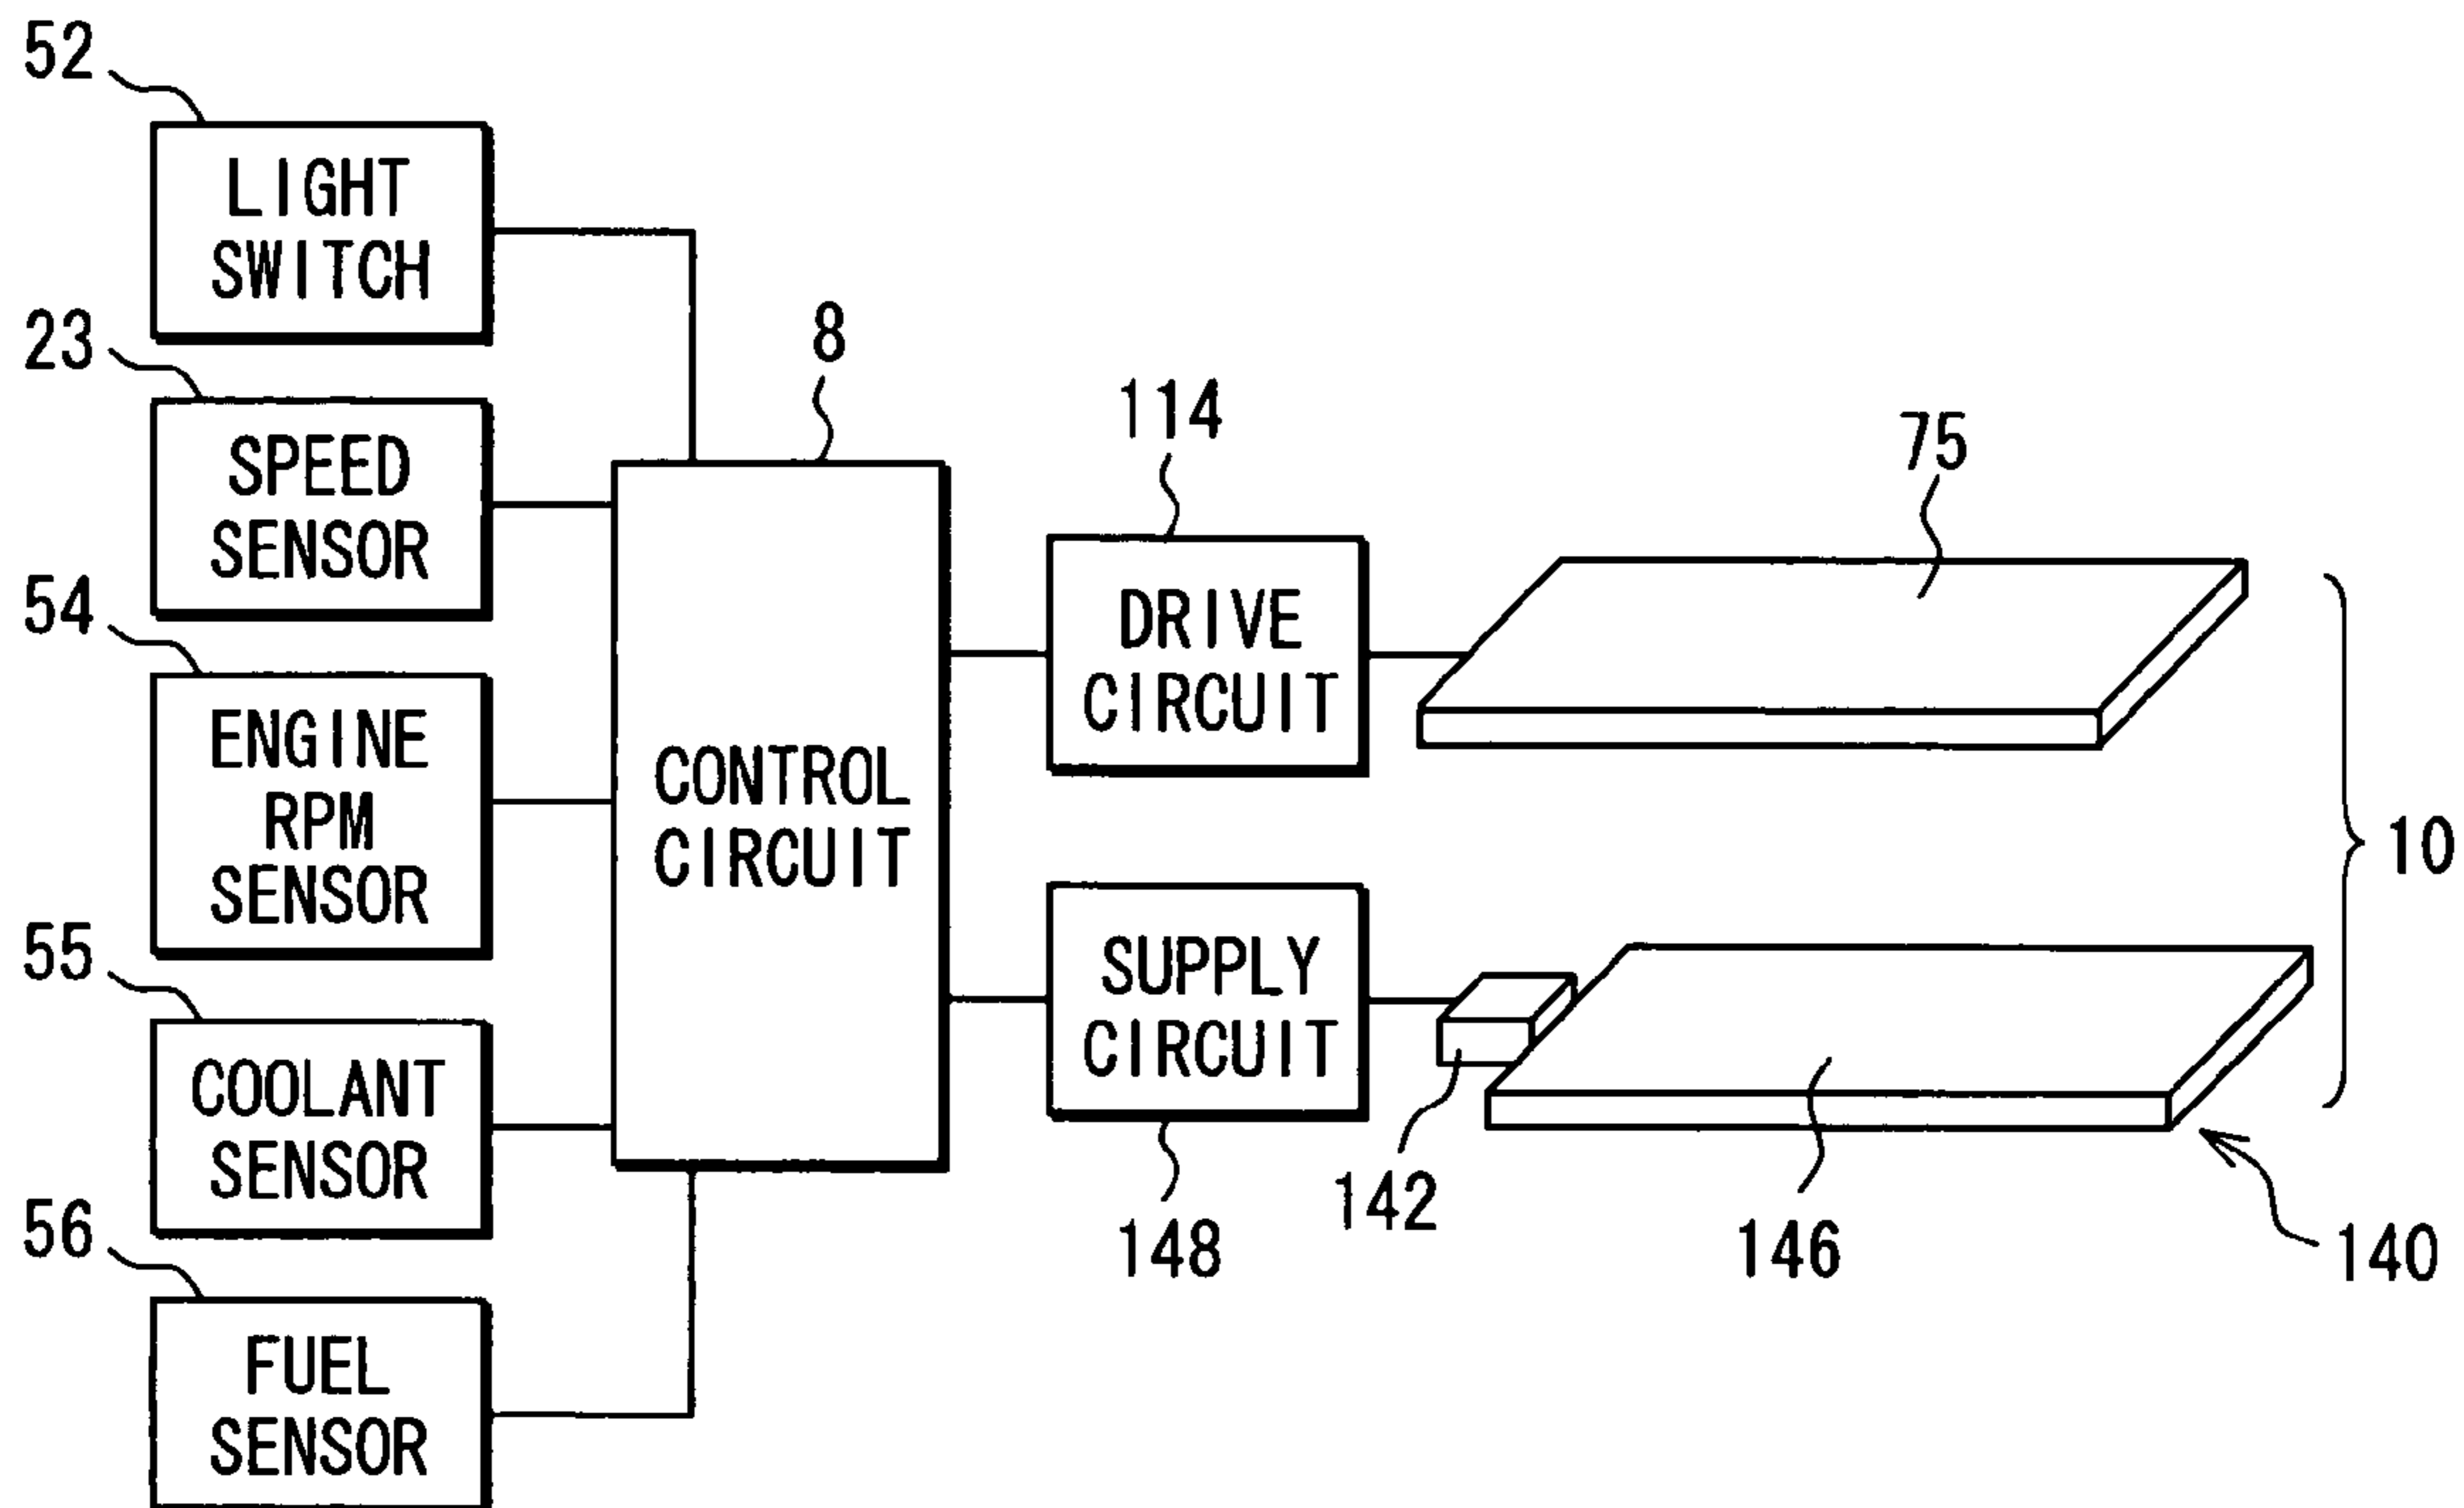 52
LIGHT
SWITCH
23
SPEED
SENSOR
54
ENGINE
RPM
SENSOR
55
COOLANT
SENSOR
56
FUEL
SENSOR
8
CONTROL
CIRCUIT
114
DRIVE
CIRCUIT
75
10
SUPPLY
CIRCUIT
148
142
146
140